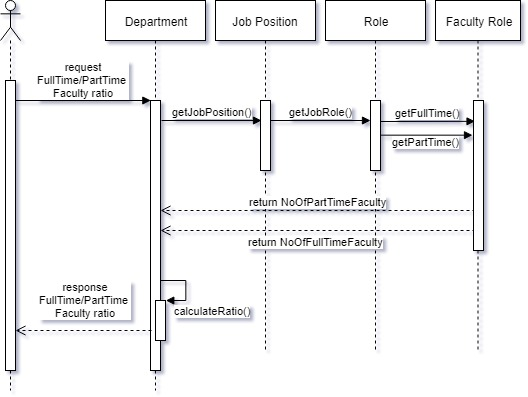 Department
Job Position
Role
Faculty Role
request
FullTime/PartTime
Faculty ratio
getJobPosition()
getJobRole()
getFullTime()
getPartTime()
return NoOfPartTimeFaculty
return NoOfFullTimeFaculty
response
FullTime/PartTime
Faculty ratio
calculateRatio()